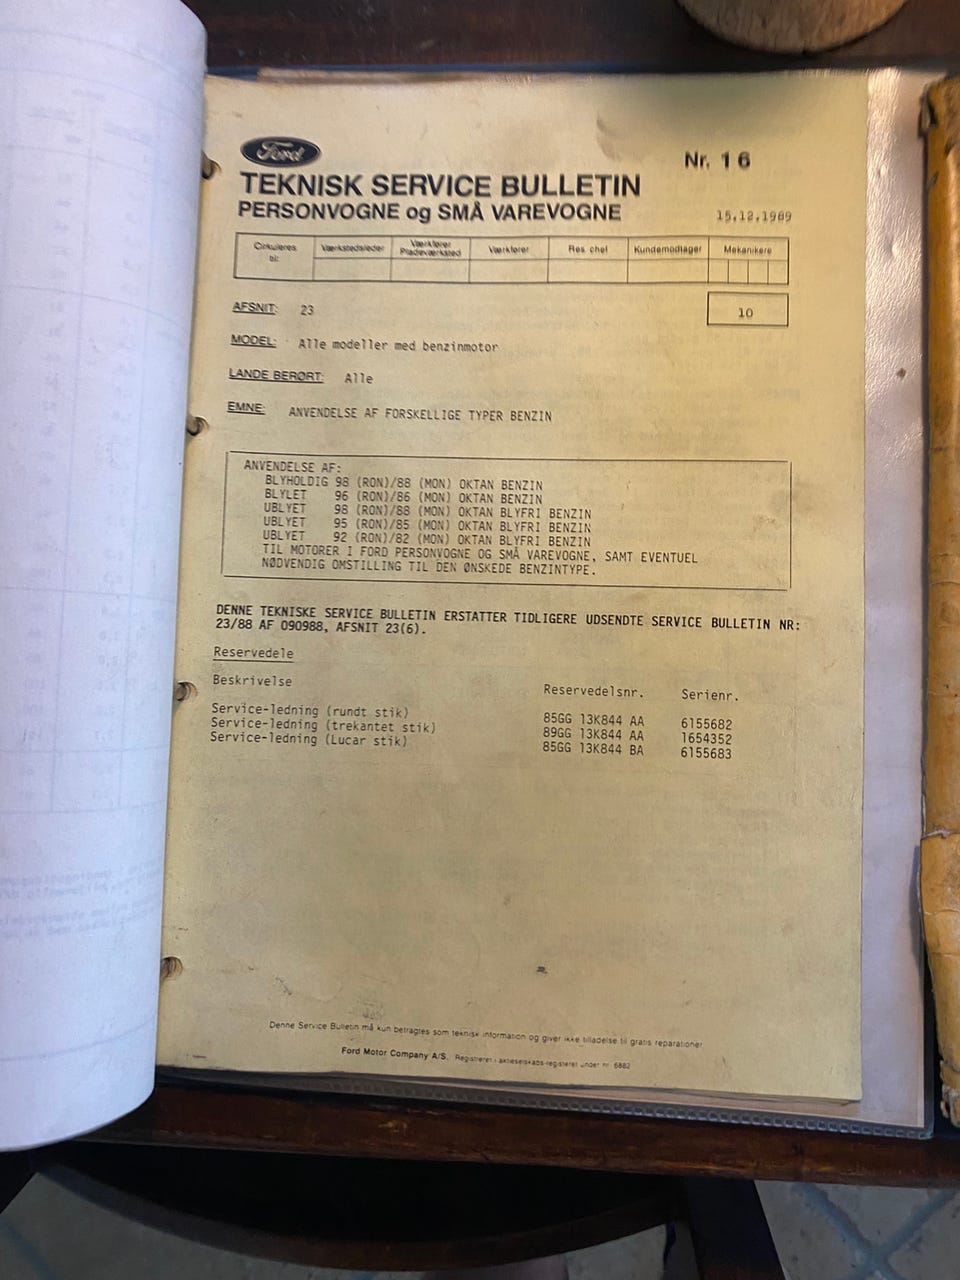 Ford
Nr. 16
TEKNISK SERVICE BULLETIN
PERSONVOGNE og SMÅ VAREVOGNE
15.12.1989
Cirkuleres til:
Værkstedsleder
Værkfører Pladeværksted
Værkfører
Res. chef
Kundemodtager
Mekanikere
AFSNIT: 23
10
MODEL: Alle modeller med benzinmotor
LANDE BERØRT: Alle
EMNE: ANVENDELSE AF FORSKELLIGE TYPER BENZIN
ANVENDELSE AF:
BLYHOLDIG 98 (RON)/88 (MON) OKTAN BENZIN
BLYLET 96 (RON)/86 (MON) OKTAN BENZIN
UBLYET 98 (RON)/88 (MON) OKTAN BLYFRI BENZIN
UBLYET 95 (RON)/85 (MON) OKTAN BLYFRI BENZIN
UBLYET 92 (RON)/82 (MON) OKTAN BLYFRI BENZIN
TIL MOTORER I FORD PERSONVOGNE OG SMÅ VAREVOGNE, SAMT EVENTUEL
NØDVENDIG OMSTILLING TIL DEN ØNSKEDE BENZINTYPE.
DENNE TEKNISKE SERVICE BULLETIN ERSTATTER TIDLIGERE UDSENDTE SERVICE BULLETIN NR:
23/88 AF 090988, AFSNIT 23(6).
Reservedele
Beskrivelse Reservedelsnr. Serienr.
Service-ledning (rundt stik) 85GG 13K844 AA 6155682
Service-ledning (trekantet stik) 89GG 13K844 AA 1654352
Service-ledning (Lucar stik) 85GG 13K844 BA 6155683
Denne Service Bulletin må kun betragtes som teknisk information og giver ikke tilladelse til gratis reparationer
Ford Motor Company A/S. Registreret i aktieselskabs-registeret under nr. 6882